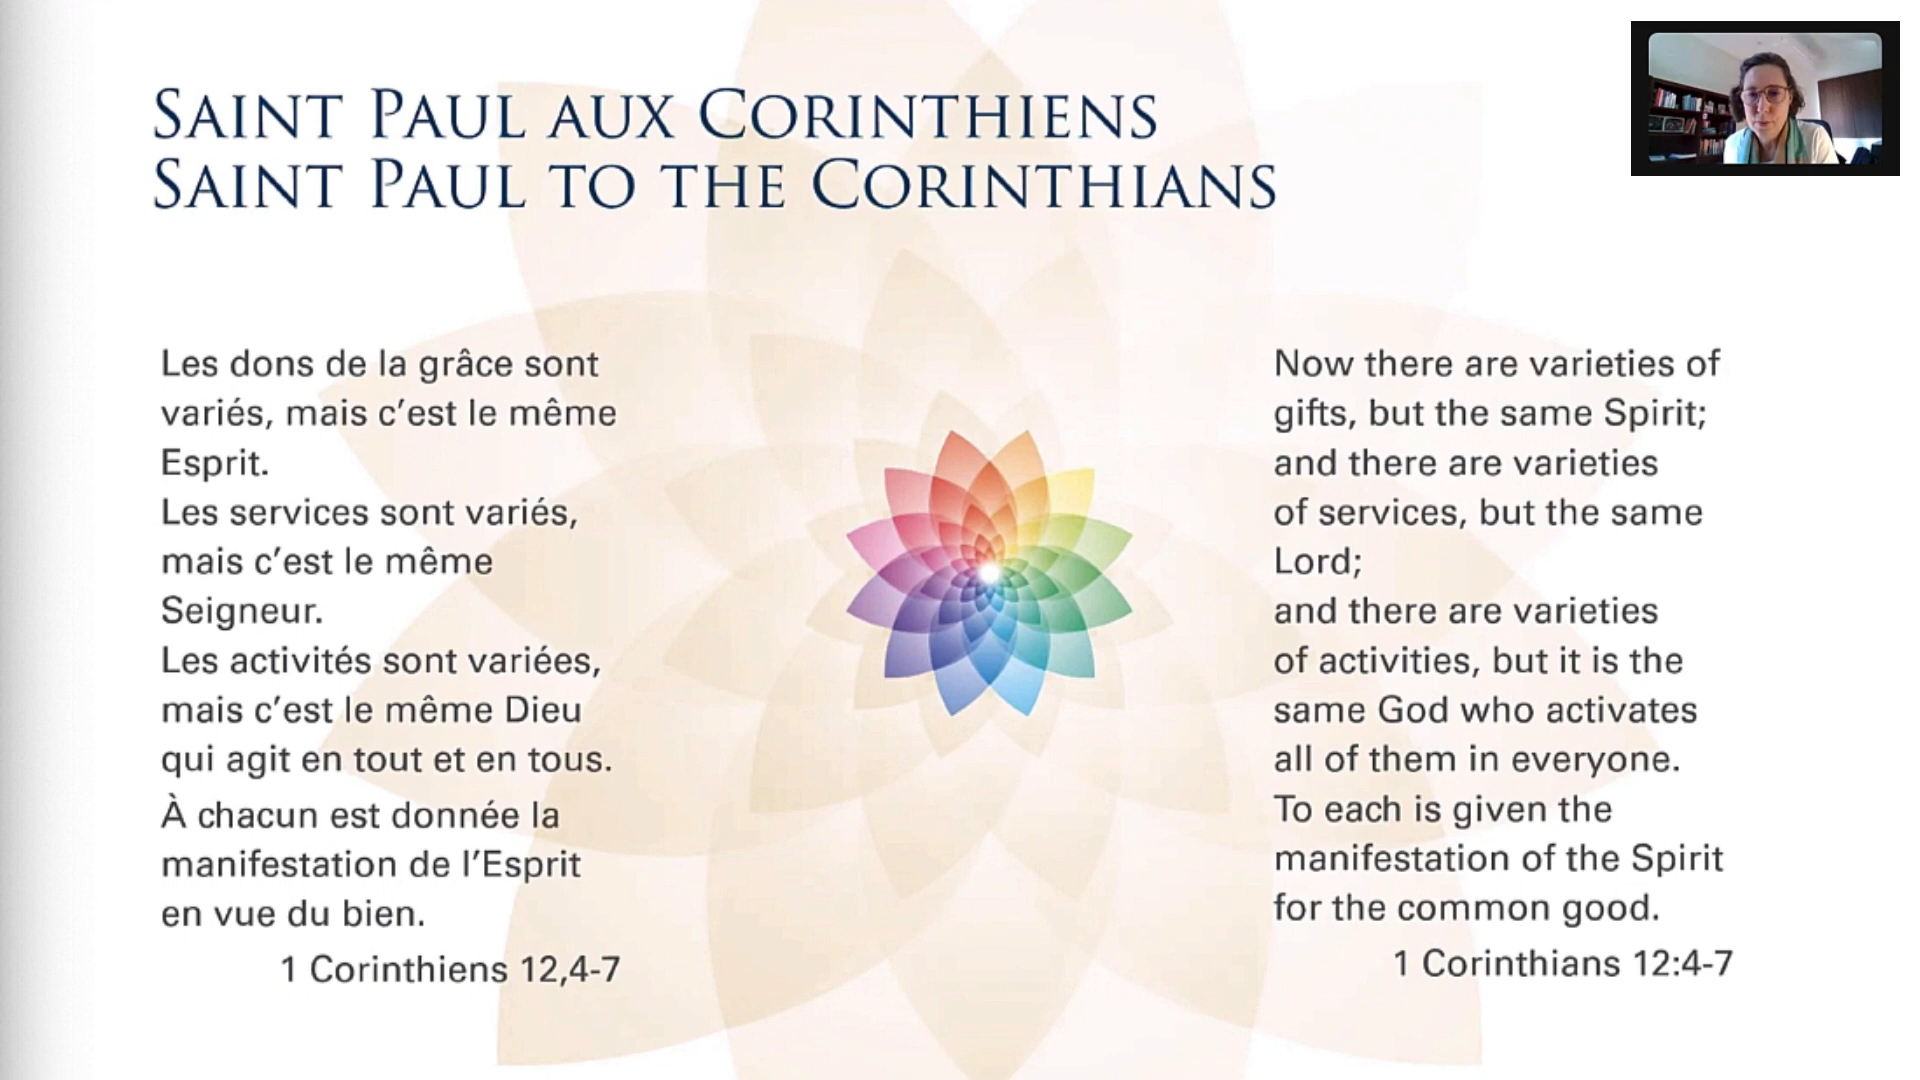 SAINT PAUL AUX CORINTHIENS
SAINT PAUL TO THE CORINTHIANS
Les dons de la grâce sont
variés, mais c’est le même
Esprit.
Les services sont variés,
mais c’est le même
Seigneur.
Les activités sont variées,
mais c’est le même Dieu
qui agit en tout et en tous.
À chacun est donnée la
manifestation de l’Esprit
en vue du bien.
1 Corinthiens 12,4-7
Now there are varieties of
gifts, but the same Spirit;
and there are varieties
of services, but the same
Lord;
and there are varieties
of activities, but it is the
same God who activates
all of them in everyone.
To each is given the
manifestation of the Spirit
for the common good.
1 Corinthians 12:4-7